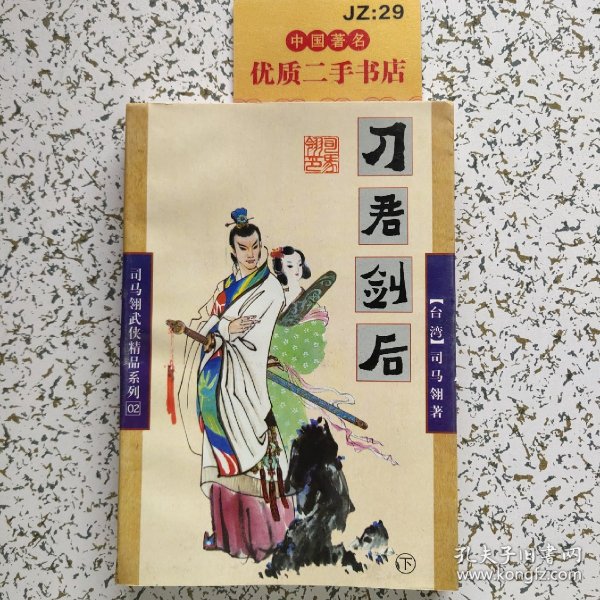 JZ:29
中国著名
优质二手书店
刀君剑后
司马翎武侠精品系列02
【台湾】司马翎著
下
孔夫子旧书网
www.kongfz.com